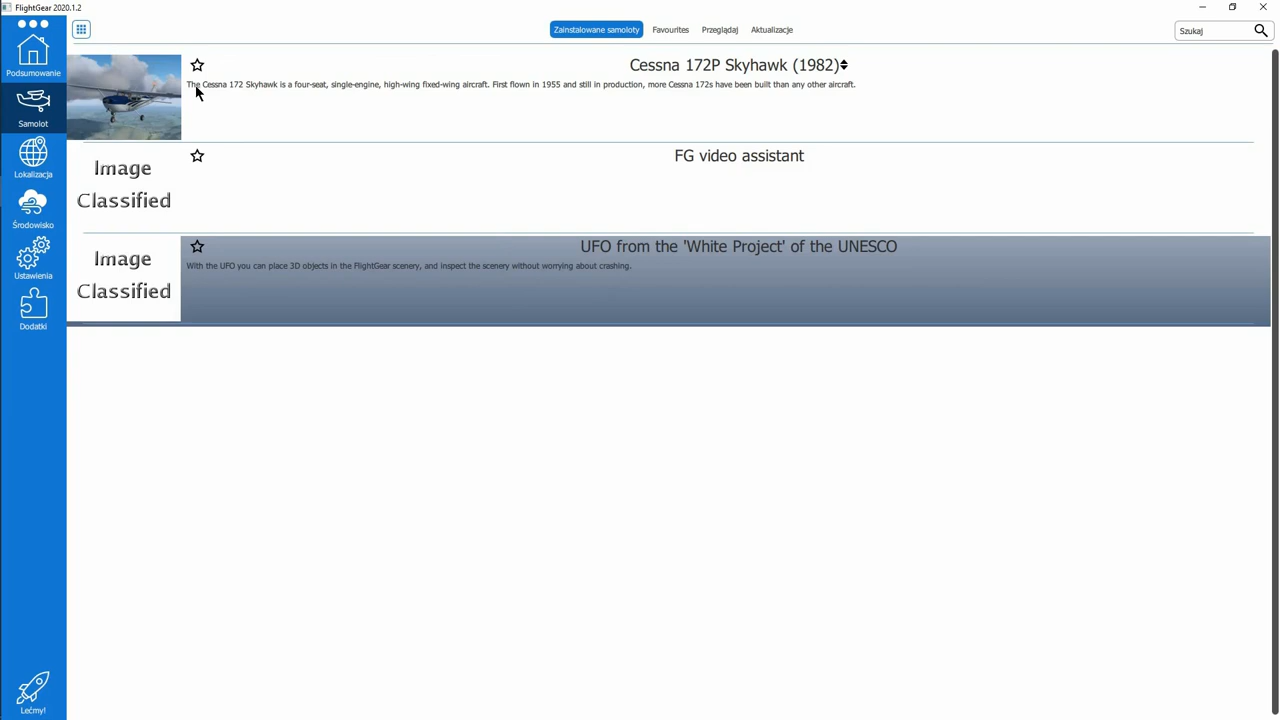 FlightGear 2020.1.2
Zainstalowane samoloty
Favourites
Przeglądaj
Aktualizacje
Szukaj
Podsumowanie
Samolot
Lokalizacja
Środowisko
Ustawienia
Dodatki
Lećmy!
Cessna 172P Skyhawk (1982)
The Cessna 172 Skyhawk is a four-seat, single-engine, high-wing fixed-wing aircraft. First flown in 1955 and still in production, more Cessna 172s have been built than any other aircraft.
Image
Classified
FG video assistant
Image
Classified
UFO from the 'White Project' of the UNESCO
With the UFO you can place 3D objects in the FlightGear scenery, and inspect the scenery without worrying about crashing.